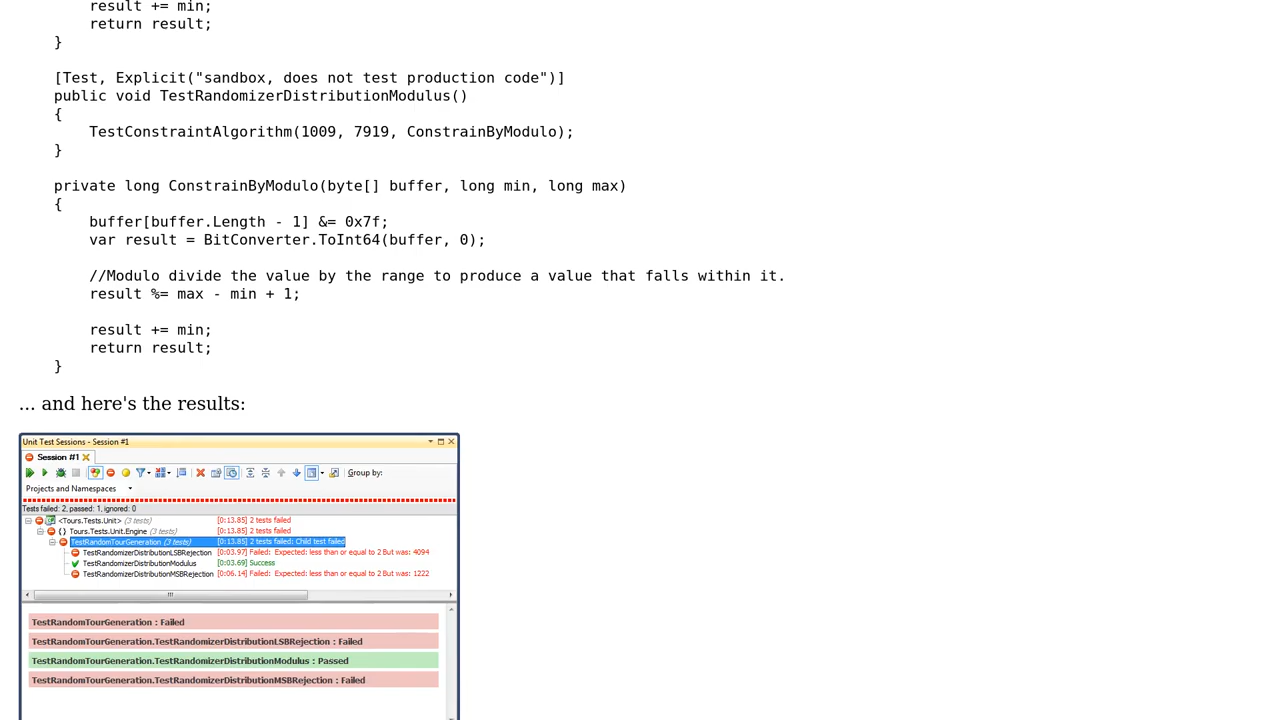 result += min;
return result;
}
[Test, Explicit("sandbox, does not test production code")]
public void TestRandomizerDistributionModulus()
{
TestConstraintAlgorithm(1009, 7919, ConstrainByModulo);
}
private long ConstrainByModulo(byte[] buffer, long min, long max)
{
buffer[buffer.Length - 1] &= 0x7f;
var result = BitConverter.ToInt64(buffer, 0);
//Modulo divide the value by the range to produce a value that falls within it.
result %= max - min + 1;
result += min;
return result;
}
... and here's the results:
Unit Test Sessions - Session #1
Session #1
Group by:
Projects and Namespaces
Tests failed: 2, passed: 1, ignored: 0
<Tours.Tests.Unit> (3 tests) [0:13.85] 2 tests failed
{ } Tours.Tests.Unit.Engine (3 tests) [0:13.85] 2 tests failed
TestRandomTourGeneration (3 tests) [0:13.85] 2 tests failed: Child test failed
TestRandomizerDistributionLSBRejection [0:03.97] Failed: Expected: less than or equal to 2 But was: 4094
TestRandomizerDistributionModulus [0:03.69] Success
TestRandomizerDistributionMSBRejection [0:06.14] Failed: Expected: less than or equal to 2 But was: 1222
TestRandomTourGeneration : Failed
TestRandomTourGeneration.TestRandomizerDistributionLSBRejection : Failed
TestRandomTourGeneration.TestRandomizerDistributionModulus : Passed
TestRandomTourGeneration.TestRandomizerDistributionMSBRejection : Failed